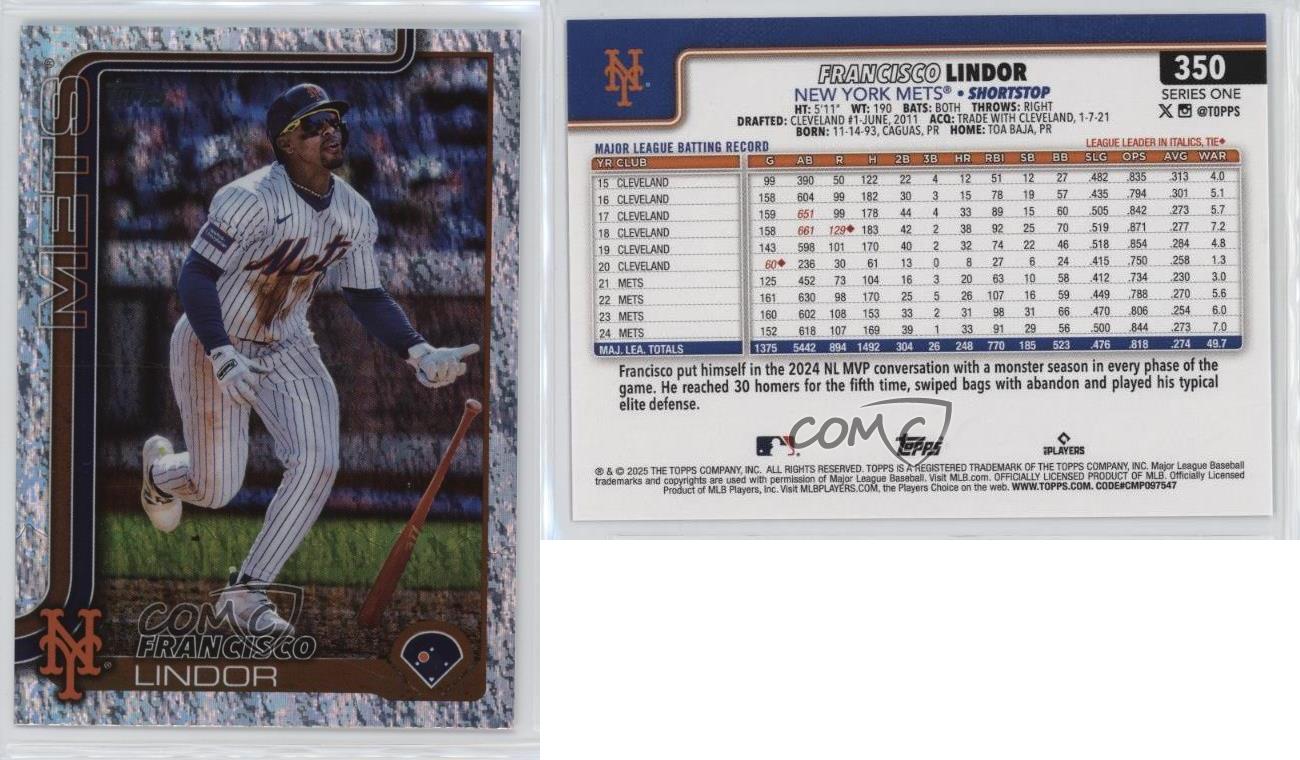 METS®
COMC
FRANCISCO
LINDOR
NY®
NY®
FRANCISCO LINDOR
NEW YORK METS® • SHORTSTOP
HT: 5'11" WT: 190 BATS: BOTH THROWS: RIGHT
DRAFTED: CLEVELAND #1-JUNE, 2011 ACQ: TRADE WITH CLEVELAND, 1-7-21
BORN: 11-14-93, CAGUAS, PR HOME: TOA BAJA, PR
350
SERIES ONE
X @TOPPS
MAJOR LEAGUE BATTING RECORD LEAGUE LEADER IN ITALICS, TIE♦
YR CLUB G AB R H 2B 3B HR RBI SB BB SLG OPS AVG WAR
15 CLEVELAND 99 390 50 122 22 4 12 51 12 27 .482 .835 .313 4.0
16 CLEVELAND 158 604 99 182 30 3 15 78 19 57 .435 .794 .301 5.1
17 CLEVELAND 159 651 99 178 44 4 33 89 15 60 .505 .842 .273 5.7
18 CLEVELAND 158 661 129♦ 183 42 2 38 92 25 70 .519 .871 .277 7.2
19 CLEVELAND 143 598 101 170 40 2 32 74 22 46 .518 .854 .284 4.8
20 CLEVELAND 60♦ 236 30 61 13 0 8 27 6 24 .415 .750 .258 1.3
21 METS 125 452 73 104 16 3 20 63 10 58 .412 .734 .230 3.0
22 METS 161 630 98 170 25 5 26 107 16 59 .449 .788 .270 5.6
23 METS 160 602 108 153 33 2 31 98 31 66 .470 .806 .254 6.0
24 METS 152 618 107 169 39 1 33 91 29 56 .500 .844 .273 7.0
MAJ. LEA. TOTALS 1375 5442 894 1492 304 26 248 770 185 523 .476 .818 .274 49.7
Francisco put himself in the 2024 NL MVP conversation with a monster season in every phase of the
game. He reached 30 homers for the fifth time, swiped bags with abandon and played his typical
elite defense.
COMC
Topps
PLAYERS
® & © 2025 THE TOPPS COMPANY, INC. ALL RIGHTS RESERVED. TOPPS IS A REGISTERED TRADEMARK OF THE TOPPS COMPANY, INC. Major League Baseball
trademarks and copyrights are used with permission of Major League Baseball. Visit MLB.com. OFFICIALLY LICENSED PRODUCT OF MLB. Officially Licensed
Product of MLB Players, Inc. Visit MLBPLAYERS.COM, the Players Choice on the web. WWW.TOPPS.COM. CODE#CMP097547